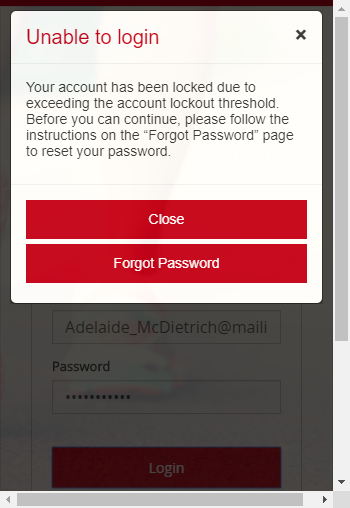 Unable to login
Your account has been locked due to
exceeding the account lockout threshold.
Before you can continue, please follow the
instructions on the “Forgot Password” page
to reset your password.
Close
Forgot Password
Adelaide_McDietrich@maili
Password
Login